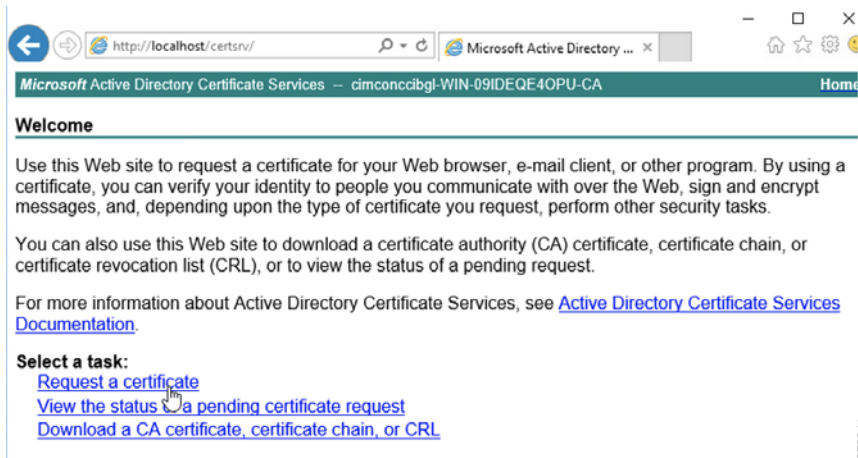 http://localhost/certsrv/
Microsoft Active Directory ...
Microsoft Active Directory Certificate Services -- cimconccibgl-WIN-09IDEQE4OPU-CA Home
Welcome
Use this Web site to request a certificate for your Web browser, e-mail client, or other program. By using a
certificate, you can verify your identity to people you communicate with over the Web, sign and encrypt
messages, and, depending upon the type of certificate you request, perform other security tasks.
You can also use this Web site to download a certificate authority (CA) certificate, certificate chain, or
certificate revocation list (CRL), or to view the status of a pending request.
For more information about Active Directory Certificate Services, see Active Directory Certificate Services
Documentation.
Select a task:
Request a certificate
View the status of a pending certificate request
Download a CA certificate, certificate chain, or CRL